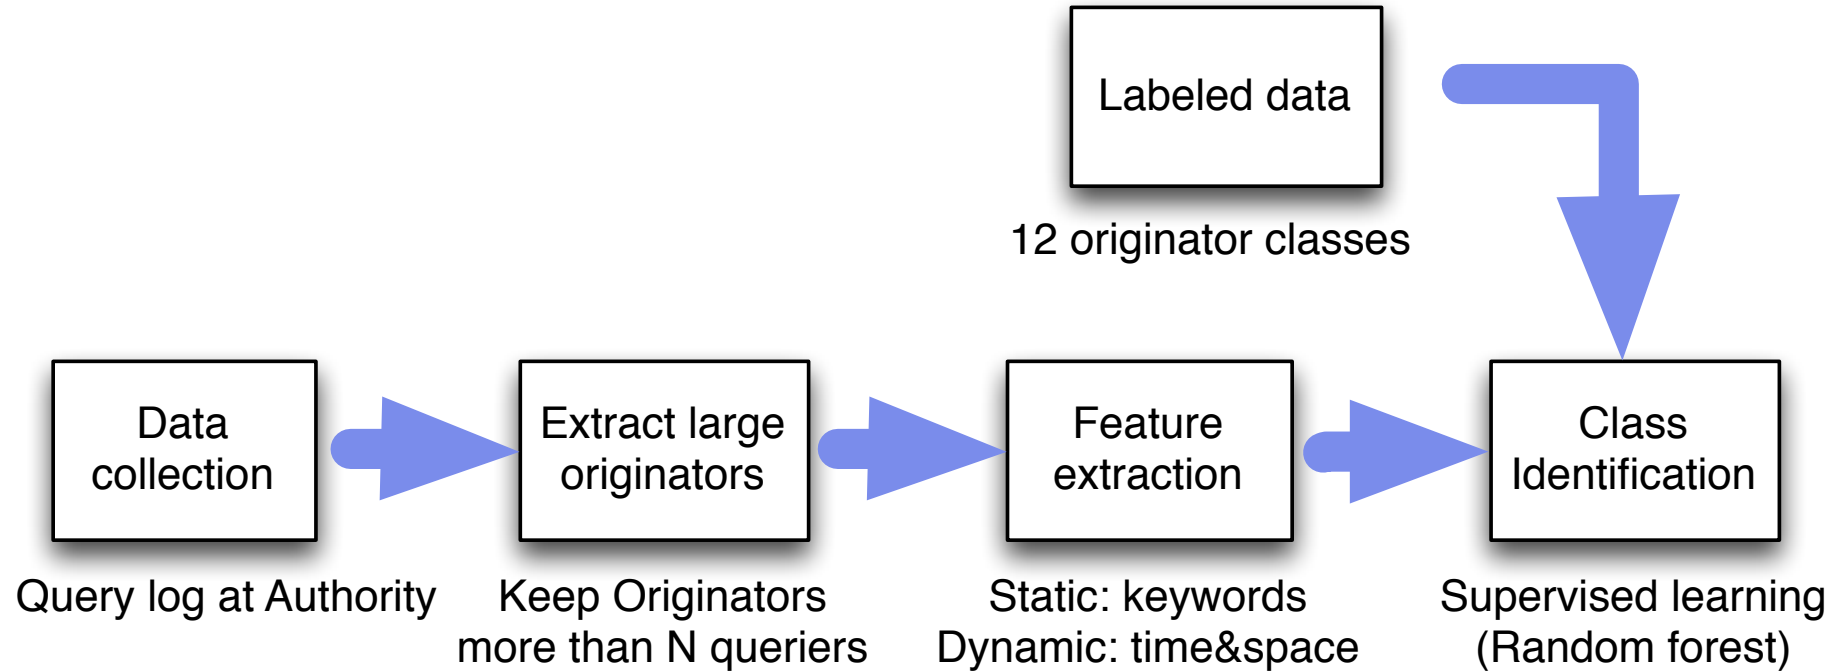 Labeled data
12 originator classes
Data
collection
Query log at Authority
Extract large
originators
Keep Originators
more than N queriers
Feature
extraction
Static: keywords
Dynamic: time&space
Class
Identification
Supervised learning
(Random forest)